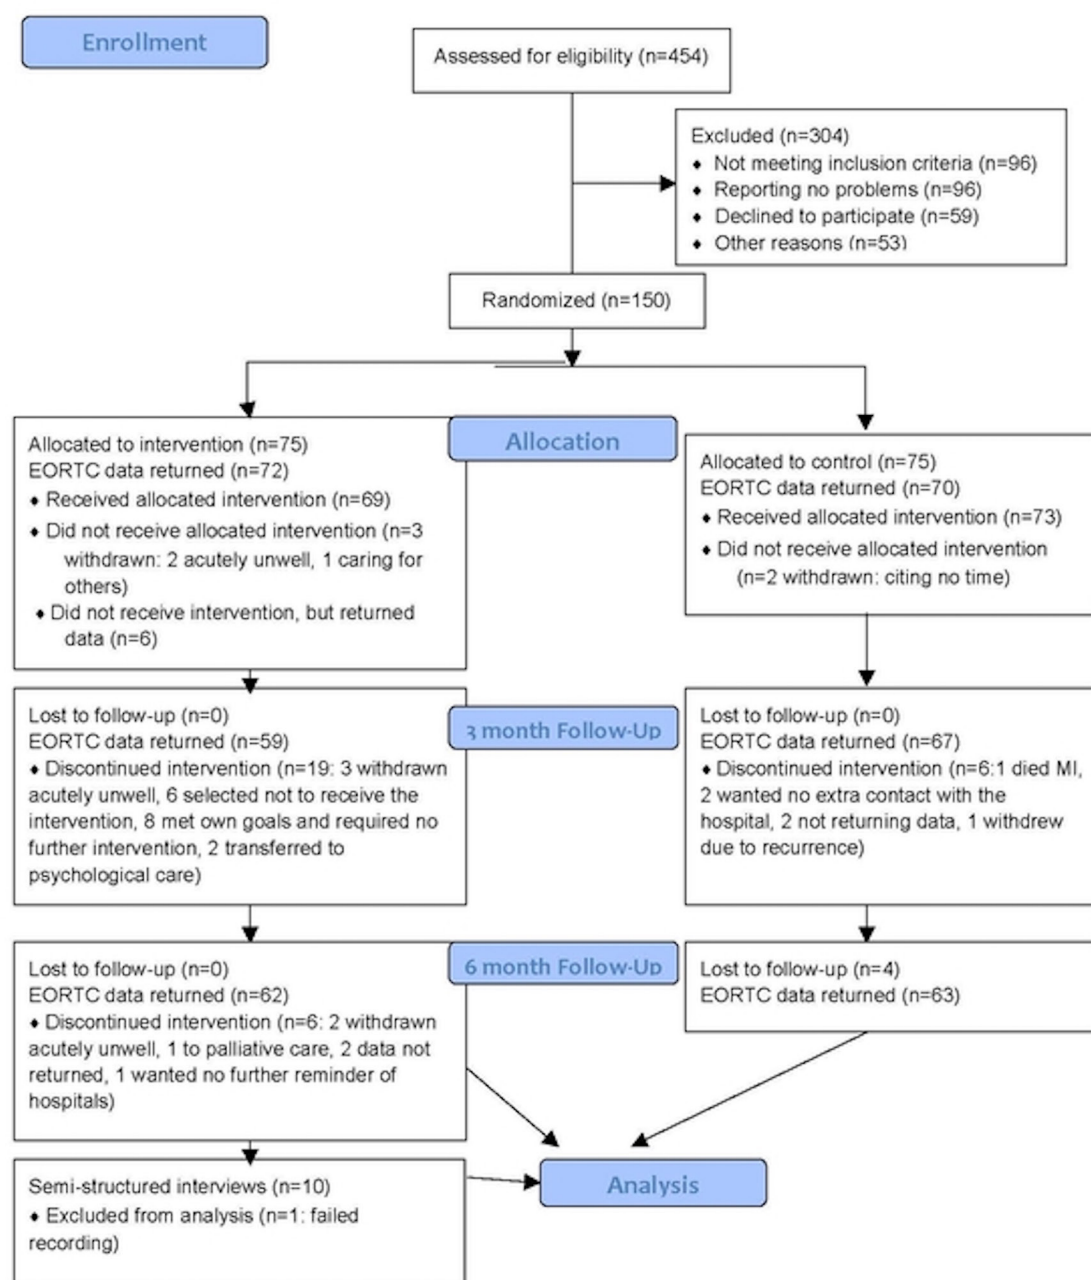 Enrollment
Assessed for eligibility (n=454)
Excluded (n=304)
♦ Not meeting inclusion criteria (n=96)
♦ Reporting no problems (n=96)
♦ Declined to participate (n=59)
♦ Other reasons (n=53)
Randomized (n=150)
Allocation
Allocated to intervention (n=75)
EORTC data returned (n=72)
♦ Received allocated intervention (n=69)
♦ Did not receive allocated intervention (n=3
withdrawn: 2 acutely unwell, 1 caring for
others)
♦ Did not receive intervention, but returned
data (n=6)
Allocated to control (n=75)
EORTC data returned (n=70)
♦ Received allocated intervention (n=73)
♦ Did not receive allocated intervention
(n=2 withdrawn: citing no time)
3 month Follow-Up
Lost to follow-up (n=0)
EORTC data returned (n=59)
♦ Discontinued intervention (n=19: 3 withdrawn
acutely unwell, 6 selected not to receive the
intervention, 8 met own goals and required no
further intervention, 2 transferred to
psychological care)
Lost to follow-up (n=0)
EORTC data returned (n=67)
♦ Discontinued intervention (n=6:1 died MI,
2 wanted no extra contact with the
hospital, 2 not returning data, 1 withdrew
due to recurrence)
6 month Follow-Up
Lost to follow-up (n=0)
EORTC data returned (n=62)
♦ Discontinued intervention (n=6: 2 withdrawn
acutely unwell, 1 to palliative care, 2 data not
returned, 1 wanted no further reminder of
hospitals)
Lost to follow-up (n=4)
EORTC data returned (n=63)
Semi-structured interviews (n=10)
♦ Excluded from analysis (n=1: failed
recording)
Analysis